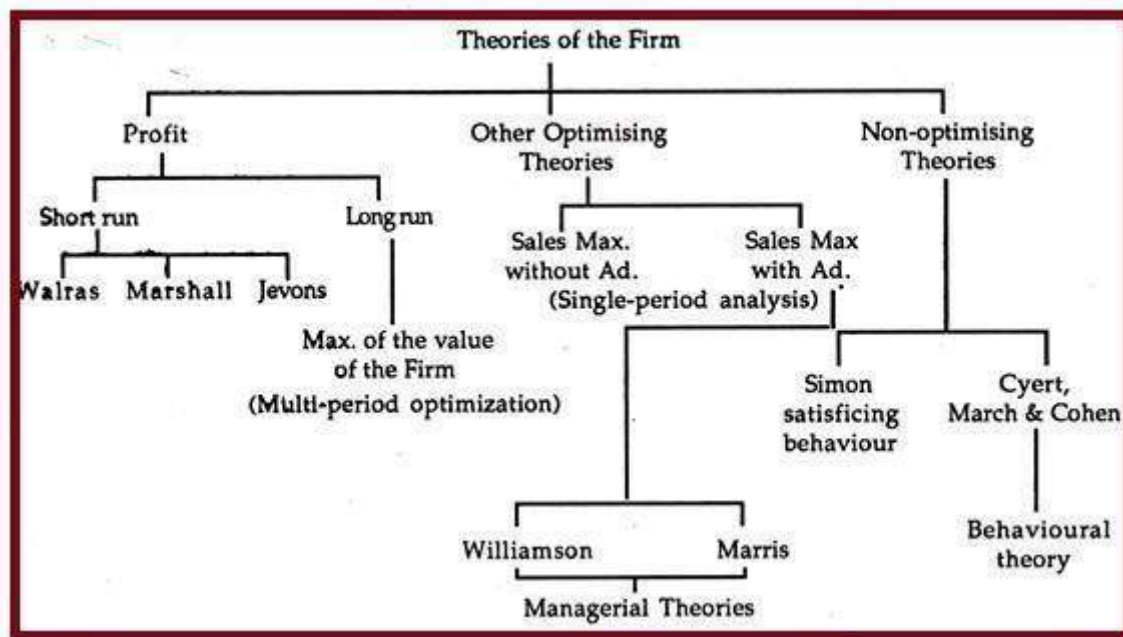 Theories of the Firm
Profit
Other Optimising
Theories
Non-optimising
Theories
Short run
Long run
Sales Max.
without Ad.
Sales Max
with Ad.
(Single-period analysis)
Walras
Marshall
Jevons
Max. of the value
of the Firm
(Multi-period optimization)
Simon
satisficing
behaviour
Cyert,
March & Cohen
Williamson
Marris
Behavioural
theory
Managerial Theories